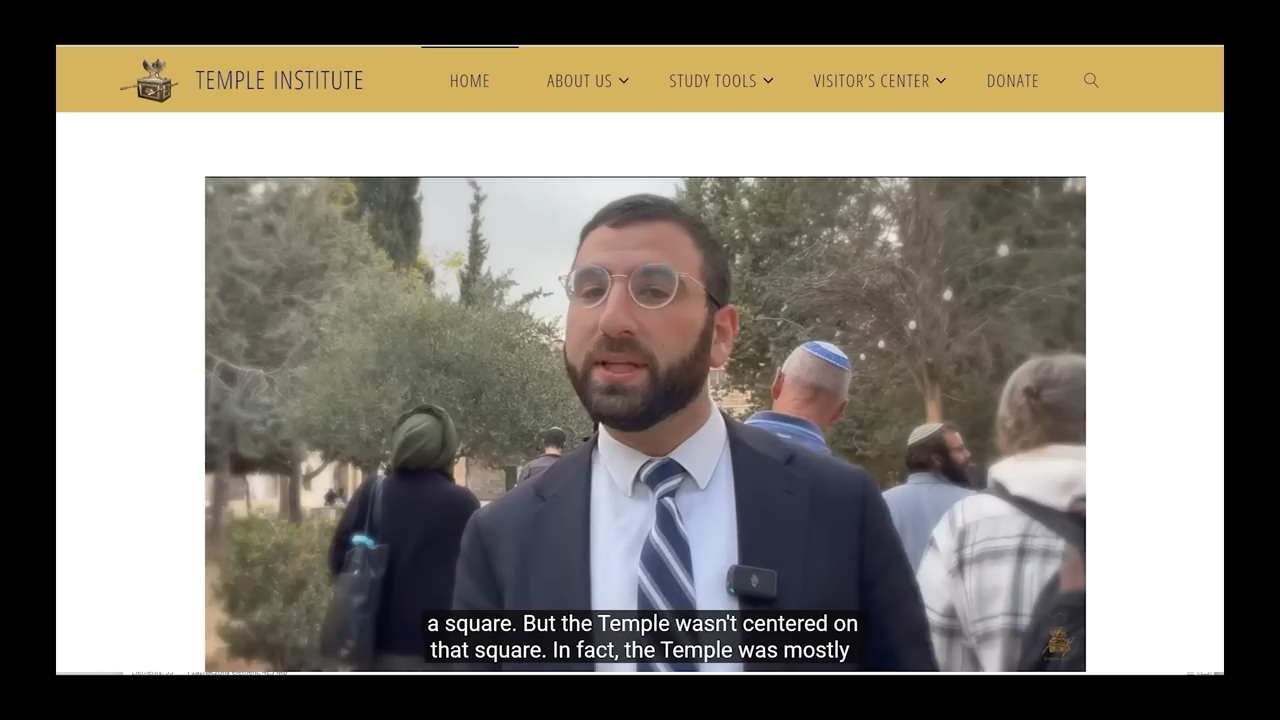 TEMPLE INSTITUTE
HOME
ABOUT US
STUDY TOOLS
VISITOR'S CENTER
DONATE
a square. But the Temple wasn't centered on
that square. In fact, the Temple was mostly